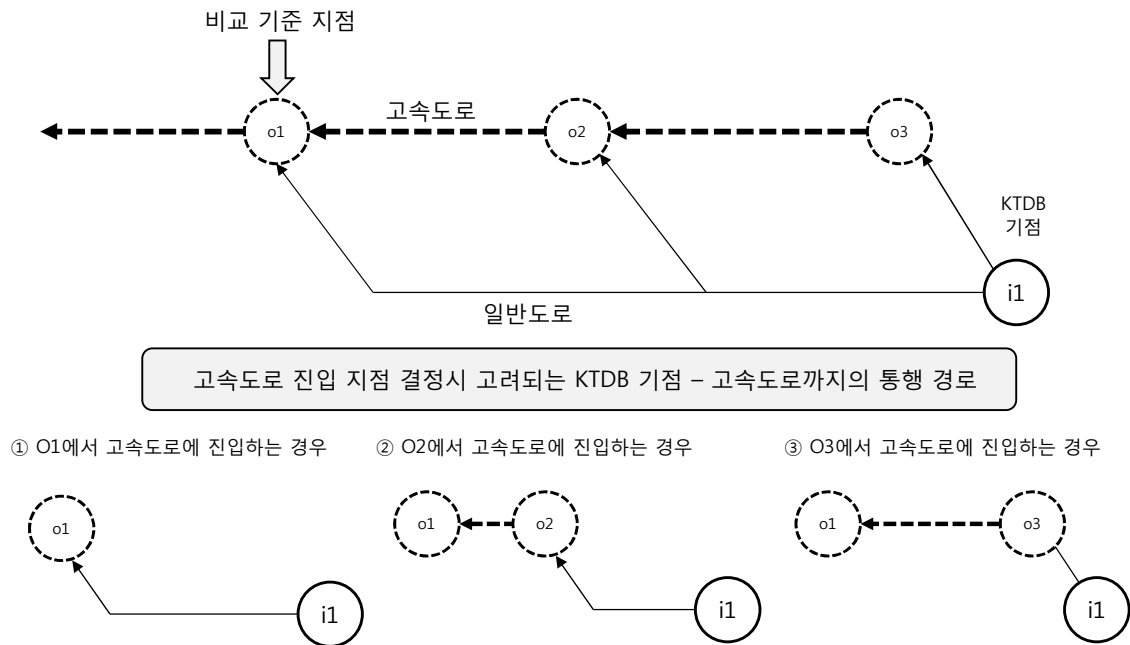 비교 기준 지점
고속도로
o1
o2
o3
KTDB
기점
i1
일반도로
고속도로 진입 지점 결정시 고려되는 KTDB 기점 – 고속도로까지의 통행 경로
① O1에서 고속도로에 진입하는 경우
② O2에서 고속도로에 진입하는 경우
③ O3에서 고속도로에 진입하는 경우
o1
i1
o1
o2
i1
o1
o3
i1